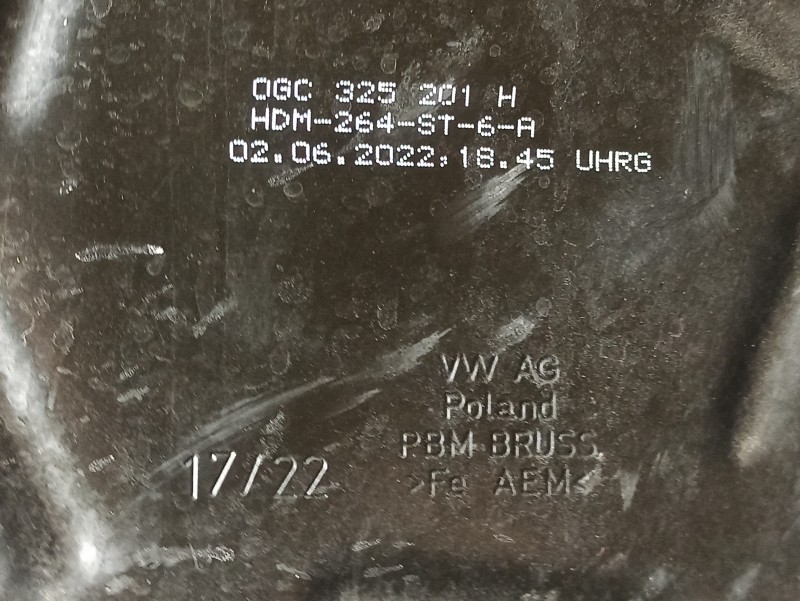 0GC 325 201 H
HDM-264-ST-6-A
02.06.2022;18.45 UHRG
VW AG
Poland
PBM-BRUSS
17/22
>Fe AEM<